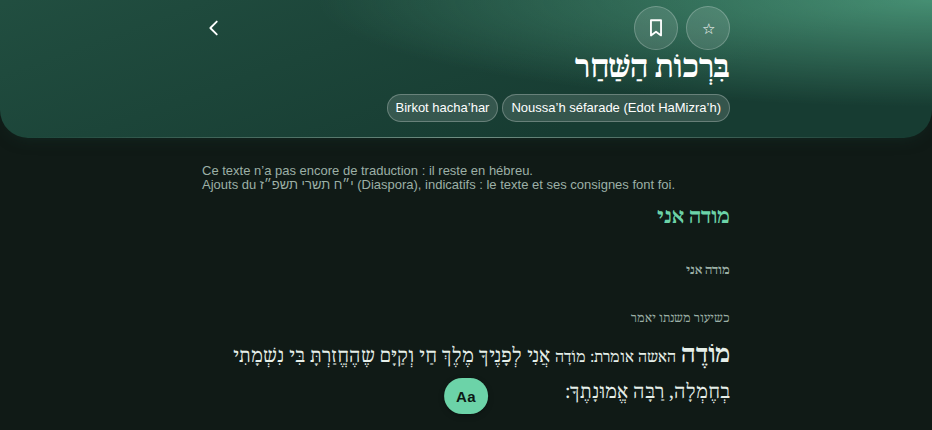 ☆
בִּרְכוֹת הַשַּׁחַר
Birkot hacha'har
Noussa'h séfarade (Edot HaMizra'h)
Ce texte n'a pas encore de traduction : il reste en hébreu.
Ajouts du י״ח תשרי תשפ״ז (Diaspora), indicatifs : le texte et ses consignes font foi.
מודה אני
מודה אני
כשיעור משנתו יאמר
מוֹדֶה האשה אומרת: מוֹדָה אֲנִי לְפָנֶיךָ מֶלֶךְ חַי וְקַיָּם שֶׁהֶחֱזַרְתָּ בִּי נִשְׁמָתִי
בְחֶמְלָה, רַבָּה אֱמוּנָתֶךָ:
Aa